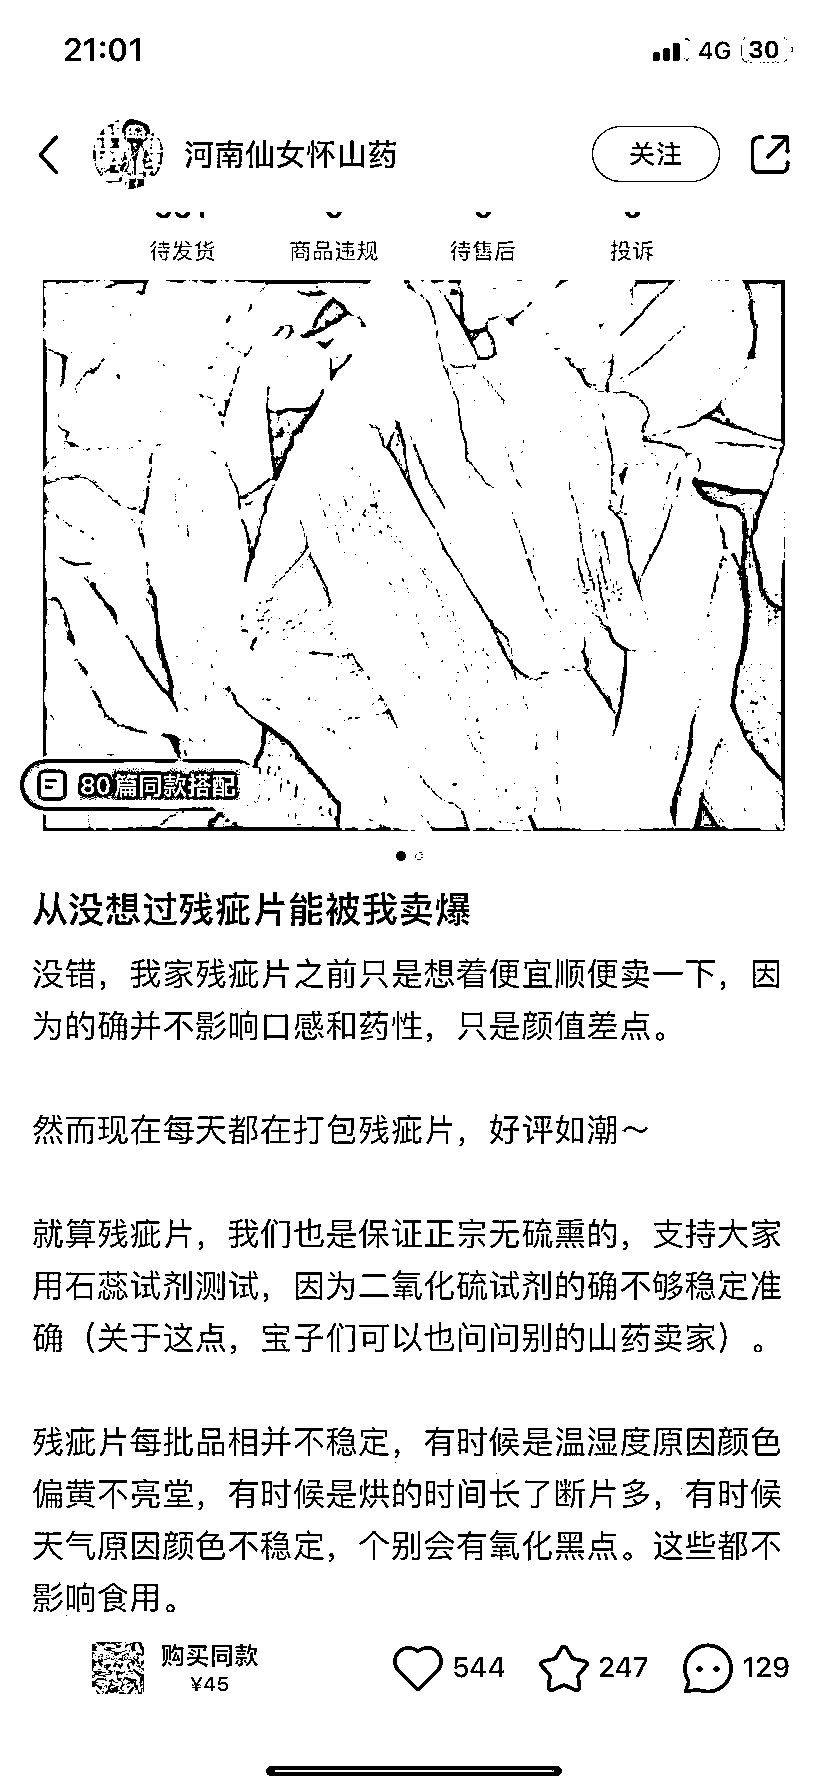 21:01
4G 30
河南仙女怀山药
关注
待发货 商品违规 待售后 投诉
80篇同款搭配
从没想过残疵片能被我卖爆
没错，我家残疵片之前只是想着便宜顺便卖一下，因
为的确并不影响口感和药性，只是颜值差点。
然而现在每天都在打包残疵片，好评如潮～
就算残疵片，我们也是保证正宗无硫熏的，支持大家
用石蕊试剂测试，因为二氧化硫试剂的确不够稳定准
确（关于这点，宝子们可以也问问别的山药卖家）。
残疵片每批品相并不稳定，有时候是温湿度原因颜色
偏黄不亮堂，有时候是烘的时间长了断片多，有时候
天气原因颜色不稳定，个别会有氧化黑点。这些都不
影响食用。
购买同款
¥45
544
247
129